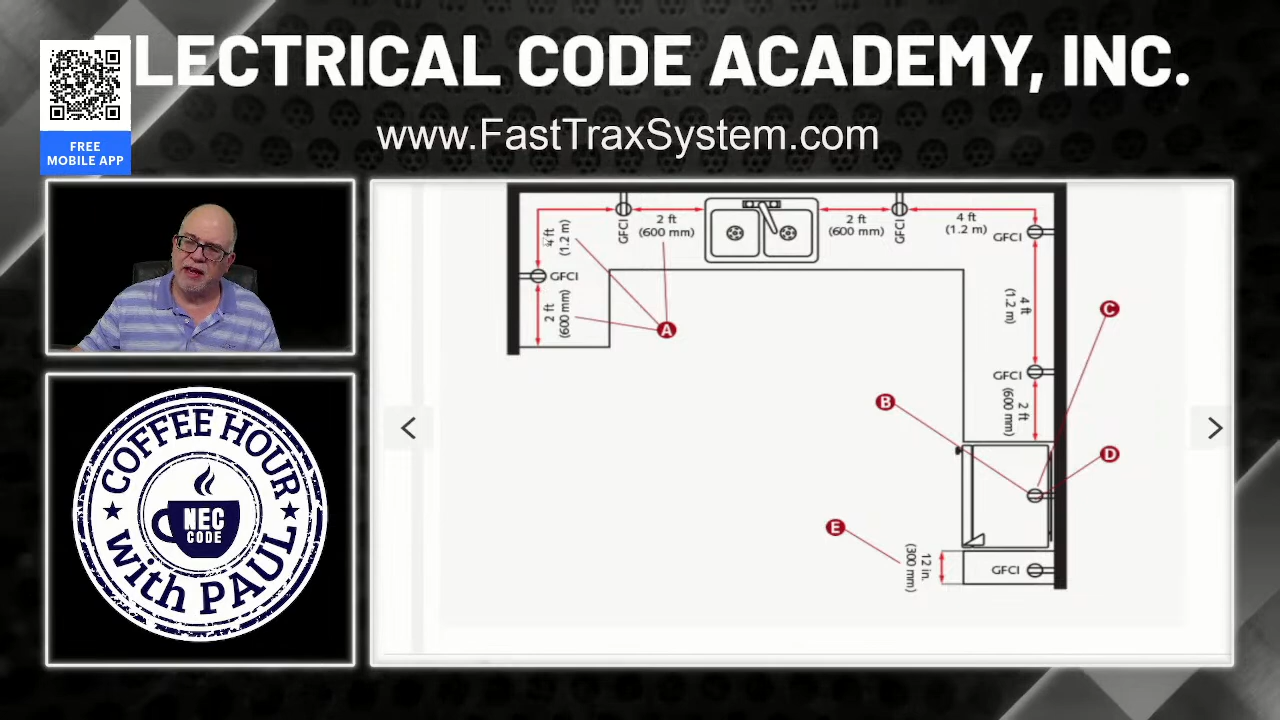 ELECTRICAL CODE ACADEMY, INC.
www.FastTraxSystem.com
FREE
MOBILE APP
COFFEE HOUR
NEC
CODE
with PAUL
4 ft
(1.2 m)
GFCI
2 ft
(600 mm)
GFCI
2 ft
(600 mm)
2 ft
(600 mm)
GFCI
4 ft
(1.2 m)
GFCI
4 ft
(1.2 m)
GFCI
2 ft
(600 mm)
A
B
C
D
E
12 in.
(300 mm)
GFCI